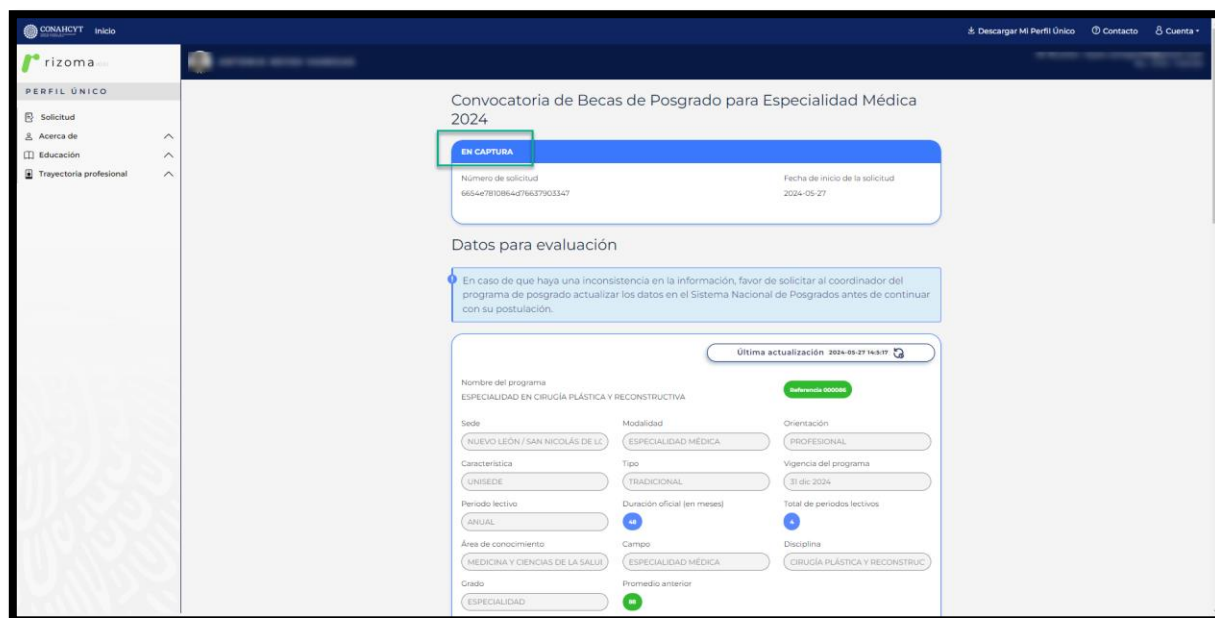 CONAHCYT Inicio
Descargar Mi Perfil Único Contacto Cuenta
rizoma
PERFIL ÚNICO
Solicitud
Acerca de
Educación
Trayectoria profesional
Convocatoria de Becas de Posgrado para Especialidad Médica
2024
EN CAPTURA
Número de solicitud Fecha de inicio de la solicitud
6654e7810864d76637903347 2024-05-27
Datos para evaluación
En caso de que haya una inconsistencia en la información, favor de solicitar al coordinador del
programa de posgrado actualizar los datos en el Sistema Nacional de Posgrados antes de continuar
con su postulación.
Última actualización 2024-05-27 14:5:17
Nombre del programa
ESPECIALIDAD EN CIRUGÍA PLÁSTICA Y RECONSTRUCTIVA
Referencia 000086
Sede Modalidad Orientación
NUEVO LEÓN / SAN NICOLÁS DE LO ESPECIALIDAD MÉDICA PROFESIONAL
Característica Tipo Vigencia del programa
UNISEDE TRADICIONAL 31 dic 2024
Periodo lectivo Duración oficial (en meses) Total de periodos lectivos
ANUAL 48 4
Área de conocimiento Campo Disciplina
MEDICINA Y CIENCIAS DE LA SALUD ESPECIALIDAD MÉDICA CIRUGÍA PLÁSTICA Y RECONSTRUC
Grado Promedio anterior
ESPECIALIDAD